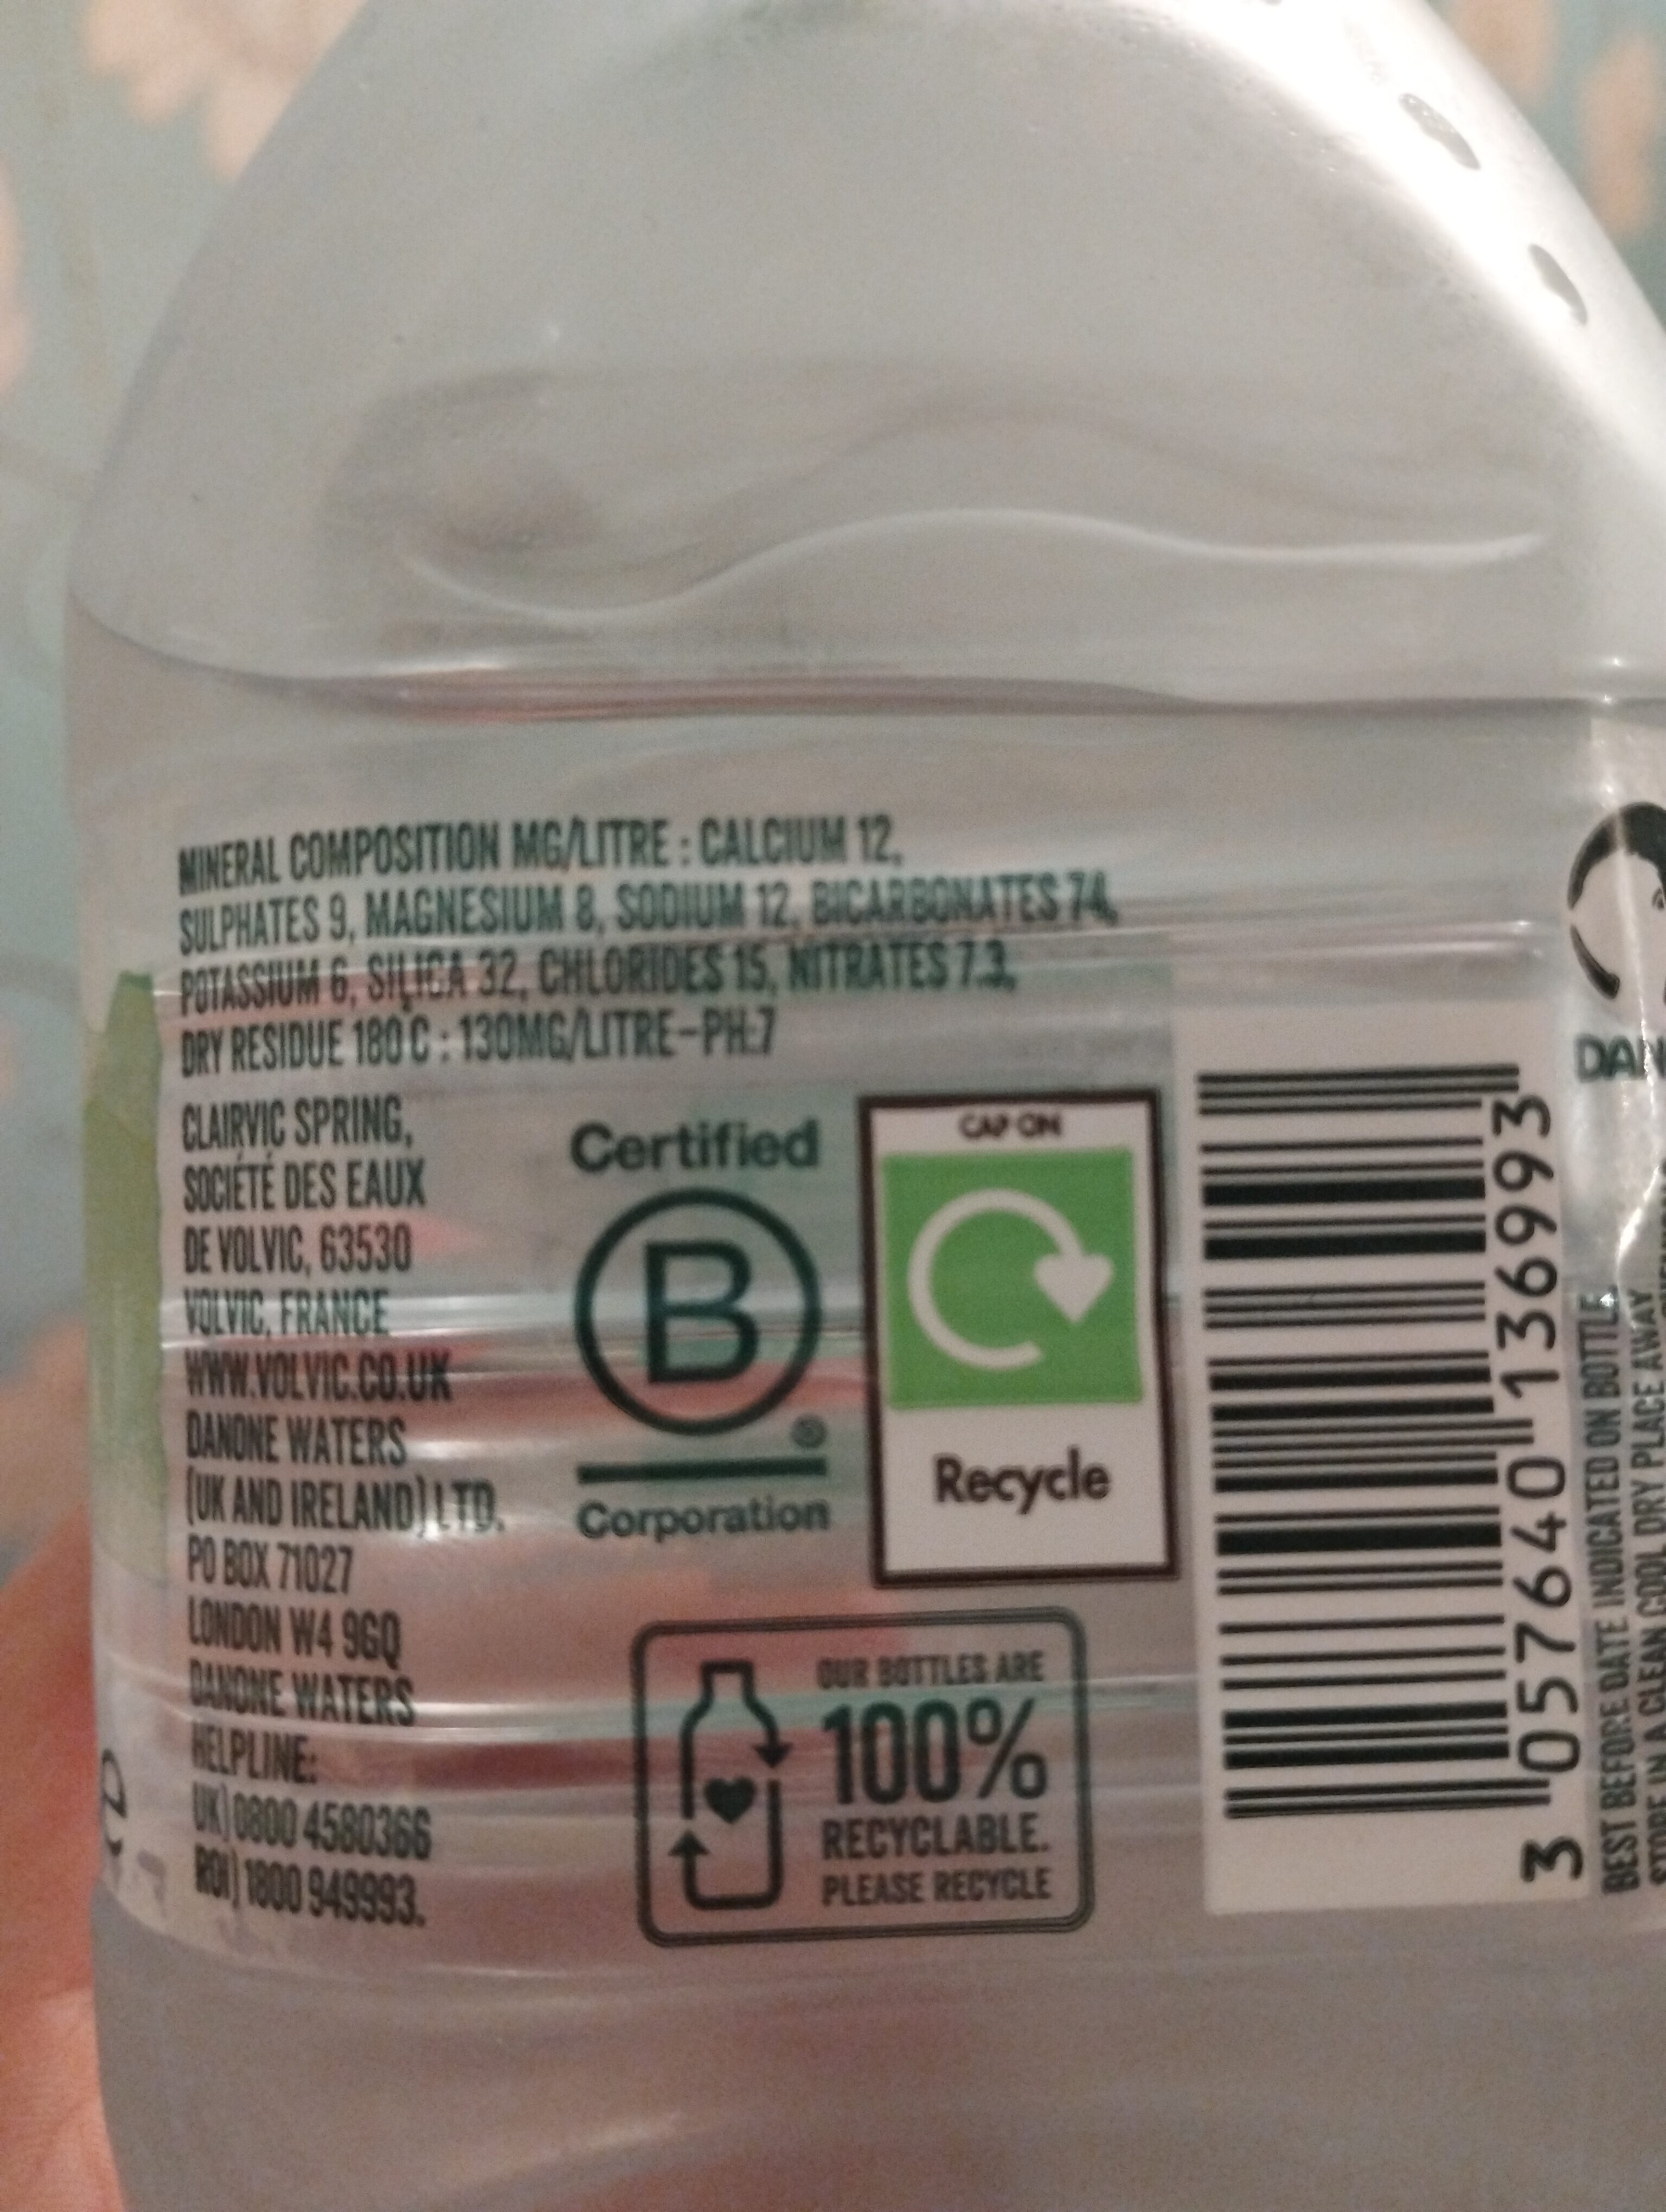 MINERAL COMPOSITION MG/LITRE : CALCIUM 12,
SULPHATES 9, MAGNESIUM 8, SODIUM 12, BICARBONATES 74,
POTASSIUM 6, SILICA 32, CHLORIDES 15, NITRATES 7.3,
DRY RESIDUE 180 C : 130MG/LITRE-PH:7
CLAIRVIC SPRING,
SOCIÉTÉ DES EAUX
DE VOLVIC, 63530
VOLVIC, FRANCE
WWW.VOLVIC.CO.UK
DANONE WATERS
(UK AND IRELAND) LTD.
PO BOX 71027
LONDON W4 9GQ
DANONE WATERS
HELPLINE:
UK) 0800 4580366
ROI) 1800 949993.
Certified
B
®
Corporation
CAP ON
Recycle
OUR BOTTLES ARE
100%
RECYCLABLE.
PLEASE RECYCLE
3 057640 136993
DAN
BEST BEFORE DATE INDICATED ON BOTTLE
STORE IN A CLEAN COOL DRY PLACE AWAY